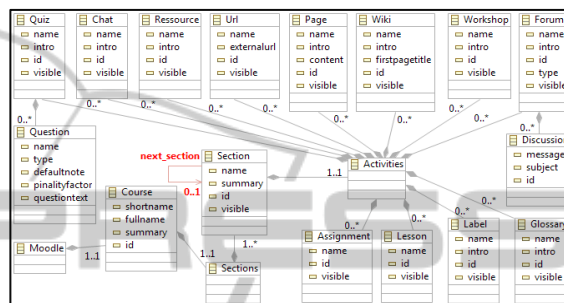 Quiz
name
intro
id
visible
Chat
name
intro
id
visible
Ressource
name
intro
id
visible
Url
name
externalurl
id
visible
Page
name
intro
content
id
visible
Wiki
name
intro
firstpagetitle
id
visible
Workshop
name
intro
id
visible
Forum
name
intro
id
type
visible
0..*
0..*
0..*
0..*
0..*
0..*
0..*
0..*
0..*
0..*
Question
name
type
defaultnote
pinalityfactor
questiontext
next_section
0..1
Section
name
summary
id
visible
1..1
Activities
Discussion
message
subject
id
Course
shortname
fullname
summary
id
Moodle
1..1
1..1
1..*
Sections
0..*
0..*
0..*
0..*
Assignment
name
id
visible
Lesson
name
id
visible
Label
name
intro
id
visible
Glossary
name
intro
id
visible
PRESS